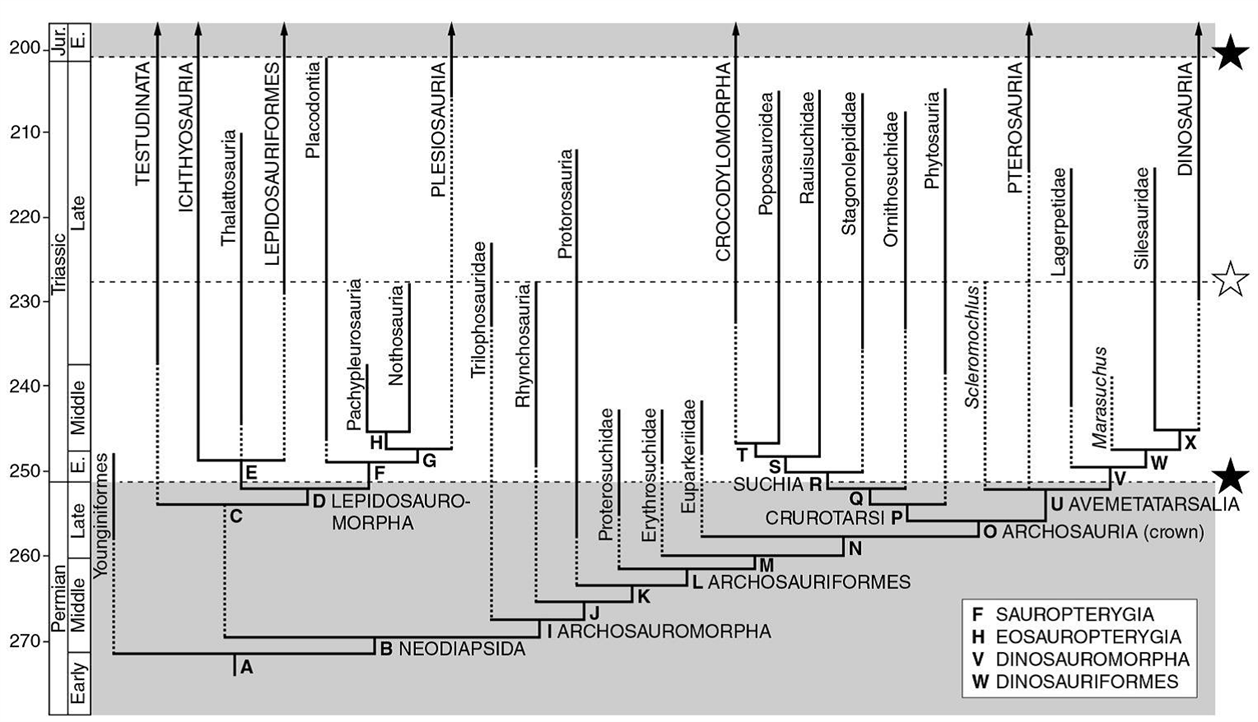 Jur.
E.
200
210
220
230
240
250
260
270
Triassic
Late
Middle
E.
Permian
Late
Middle
Early
Younginiformes
TESTUDINATA
ICHTHYOSAURIA
Thalattosauria
LEPIDOSAURIFORMES
Placodontia
Pachypleurosauria
Nothosauria
PLESIOSAURIA
Trilophosauridae
Rhynchosauria
Protorosauria
Proterosuchidae
Erythrosuchidae
Euparkeriidae
CROCODYLOMORPHA
Poposauroidea
Rauisuchidae
Stagonolepididae
Ornithosuchidae
Phytosauria
Scleromochlus
PTEROSAURIA
Lagerpetidae
Marasuchus
Silesauridae
DINOSAURIA
H
G
E
F
T
S
X
W
V
SUCHIA R
Q
D LEPIDOSAURO-
MORPHA
C
CRUROTARSI P
U AVEMETATARSALIA
O ARCHOSAURIA (crown)
N
M
L ARCHOSAURIFORMES
K
J
I ARCHOSAUROMORPHA
B NEODIAPSIDA
A
F SAUROPTERYGIA
H EOSAUROPTERYGIA
V DINOSAUROMORPHA
W DINOSAURIFORMES